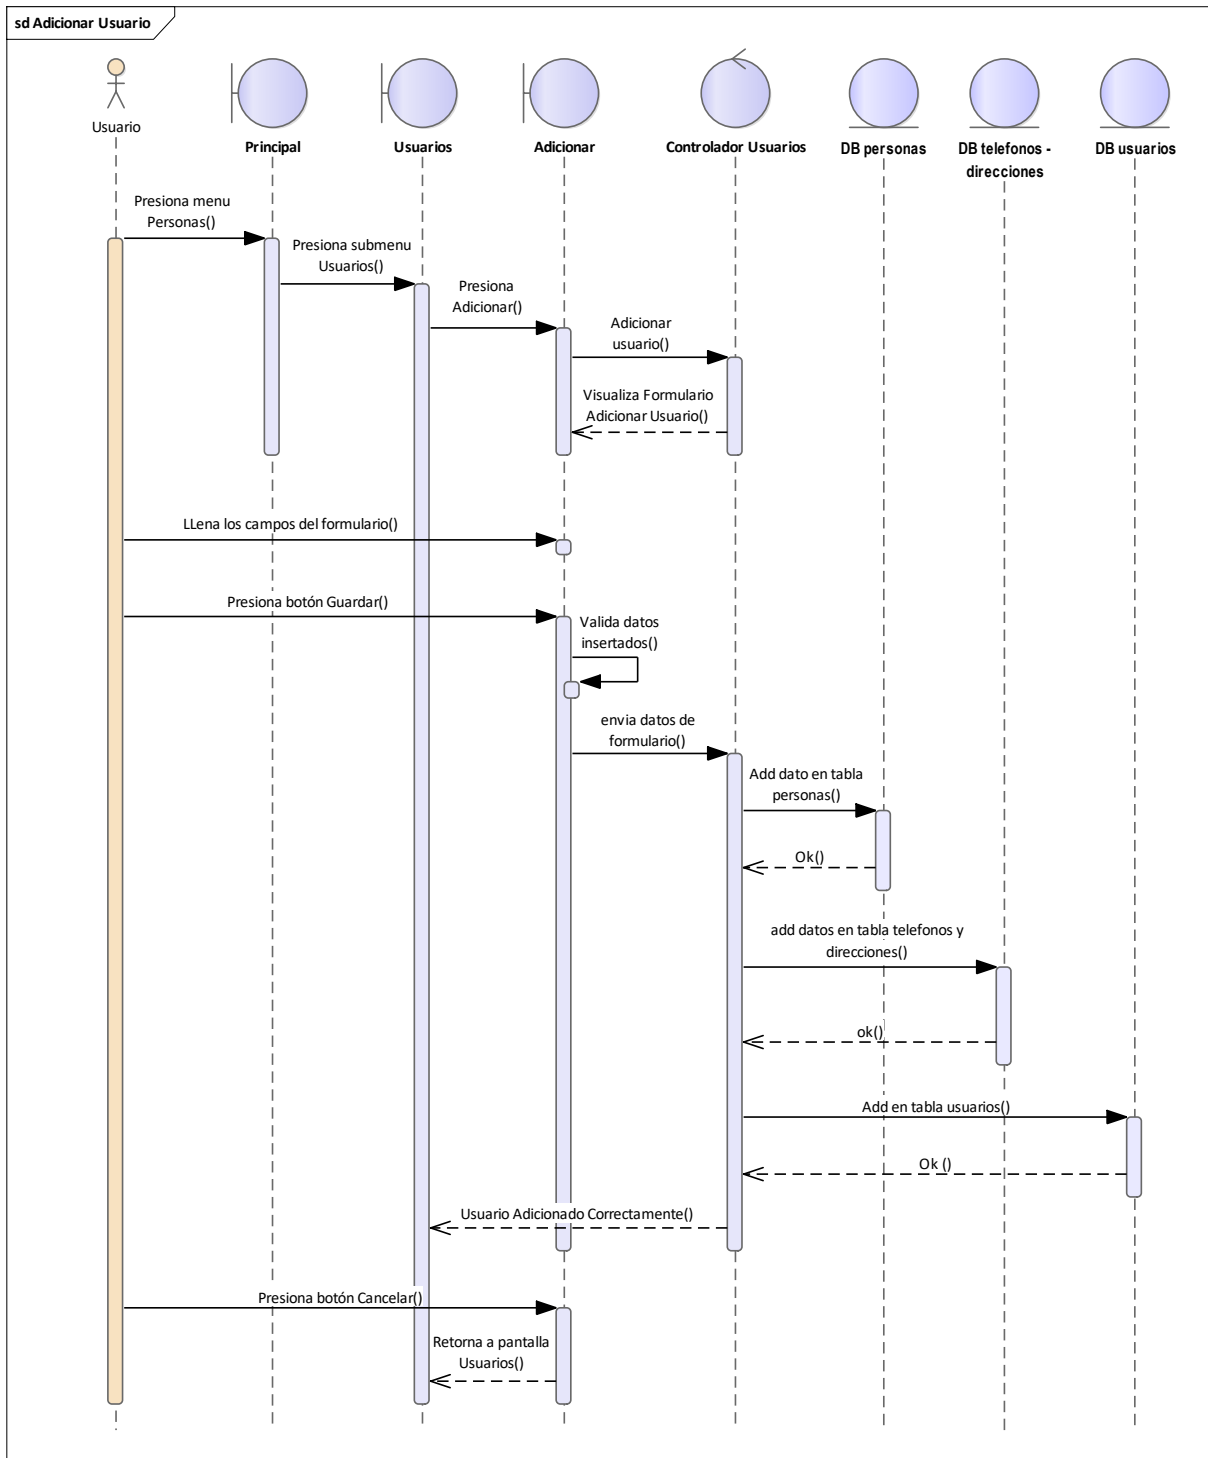 sd Adicionar Usuario
Usuario
Principal
Usuarios
Adicionar
Controlador Usuarios
DB personas
DB telefonos -
direcciones
DB usuarios
Presiona menu
Personas()
Presiona submenu
Usuarios()
Presiona
Adicionar()
Adicionar
usuario()
Visualiza Formulario
Adicionar Usuario()
LLena los campos del formulario()
Presiona botón Guardar()
Valida datos
insertados()
envia datos de
formulario()
Add dato en tabla
personas()
Ok()
add datos en tabla telefonos y
direcciones()
ok()
Add en tabla usuarios()
Ok ()
Usuario Adicionado Correctamente()
Presiona botón Cancelar()
Retorna a pantalla
Usuarios()